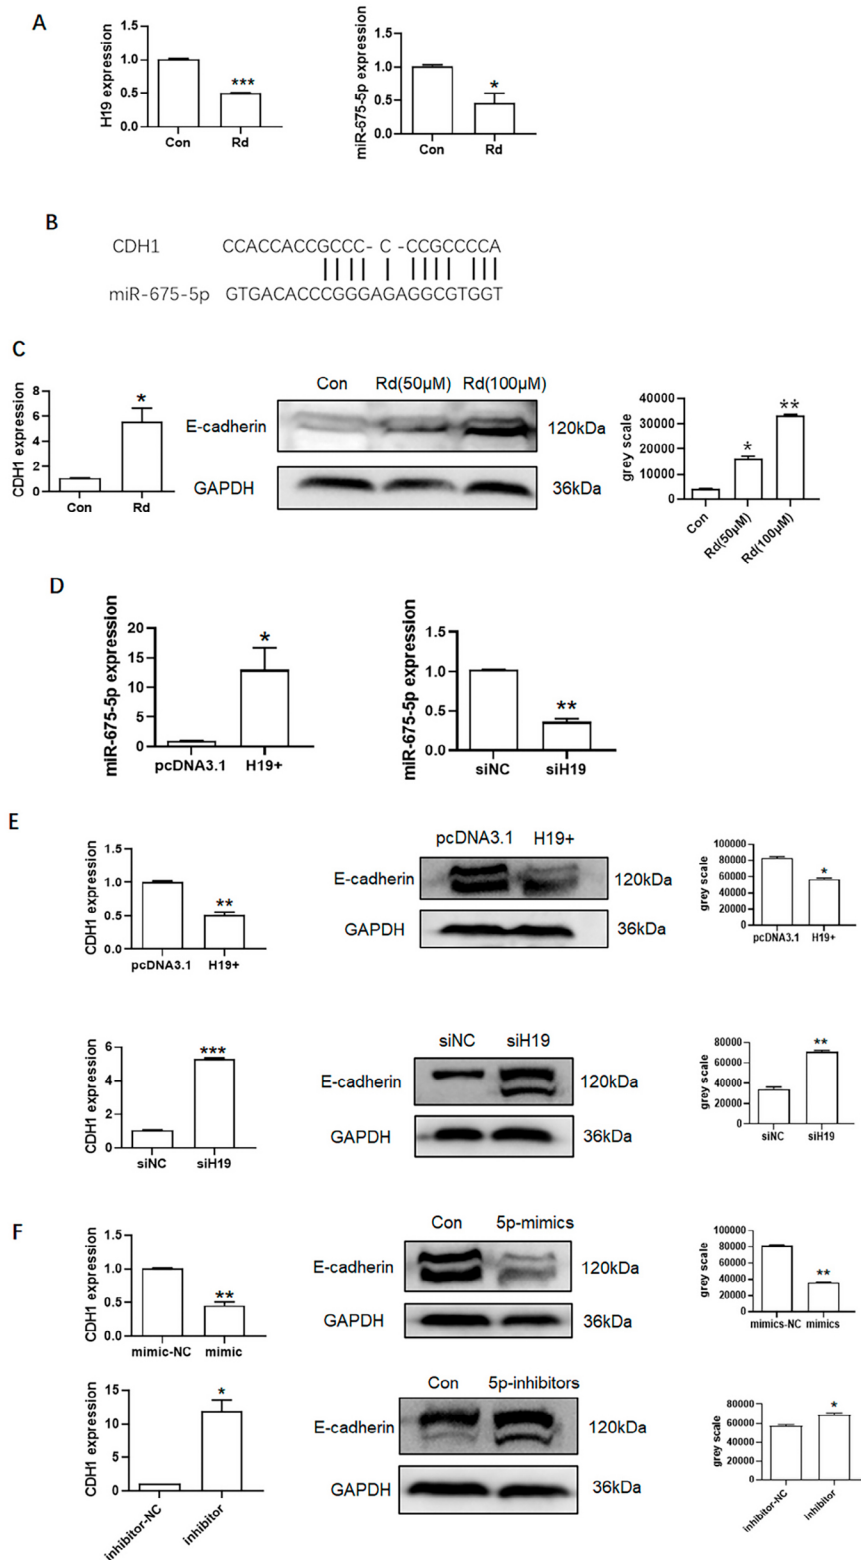 A
H19 expression
1.5
1.0
0.5
0.0
***
Con Rd
miR-675-5p expression
1.5
1.0
0.5
0.0
*
Con Rd
B
CDH1 CCACCACCGCCC- C -CCGCCCCA
miR-675-5p GTGACACCCGGGAGAGGCGTGGT
C
CDH1 expression
8
6
4
2
0
*
Con Rd
Con Rd(50μM) Rd(100μM)
E-cadherin 120kDa
GAPDH 36kDa
grey scale
40000
30000
20000
10000
0
*
**
Con Rd(50μM) Rd(100μM)
D
miR-675-5p expression
20
15
10
5
0
*
pcDNA3.1 H19+
miR-675-5p expression
1.5
1.0
0.5
0.0
**
siNC siH19
E
CDH1 expression
1.5
1.0
0.5
0.0
**
pcDNA3.1 H19+
pcDNA3.1 H19+
E-cadherin 120kDa
GAPDH 36kDa
grey scale
100000
80000
60000
40000
20000
0
*
pcDNA3.1 H19+
CDH1 expression
6
4
2
0
***
siNC siH19
siNC siH19
E-cadherin 120kDa
GAPDH 36kDa
grey scale
80000
60000
40000
20000
0
**
siNC siH19
F
CDH1 expression
1.5
1.0
0.5
0.0
**
mimic-NC mimic
Con 5p-mimics
E-cadherin 120kDa
GAPDH 36kDa
grey scale
100000
80000
60000
40000
20000
0
**
mimics-NC mimics
CDH1 expression
15
10
5
0
*
inhibitor-NC inhibitor
Con 5p-inhibitors
E-cadherin 120kDa
GAPDH 36kDa
grey scale
80000
60000
40000
20000
0
*
inhibitor-NC inhibitor